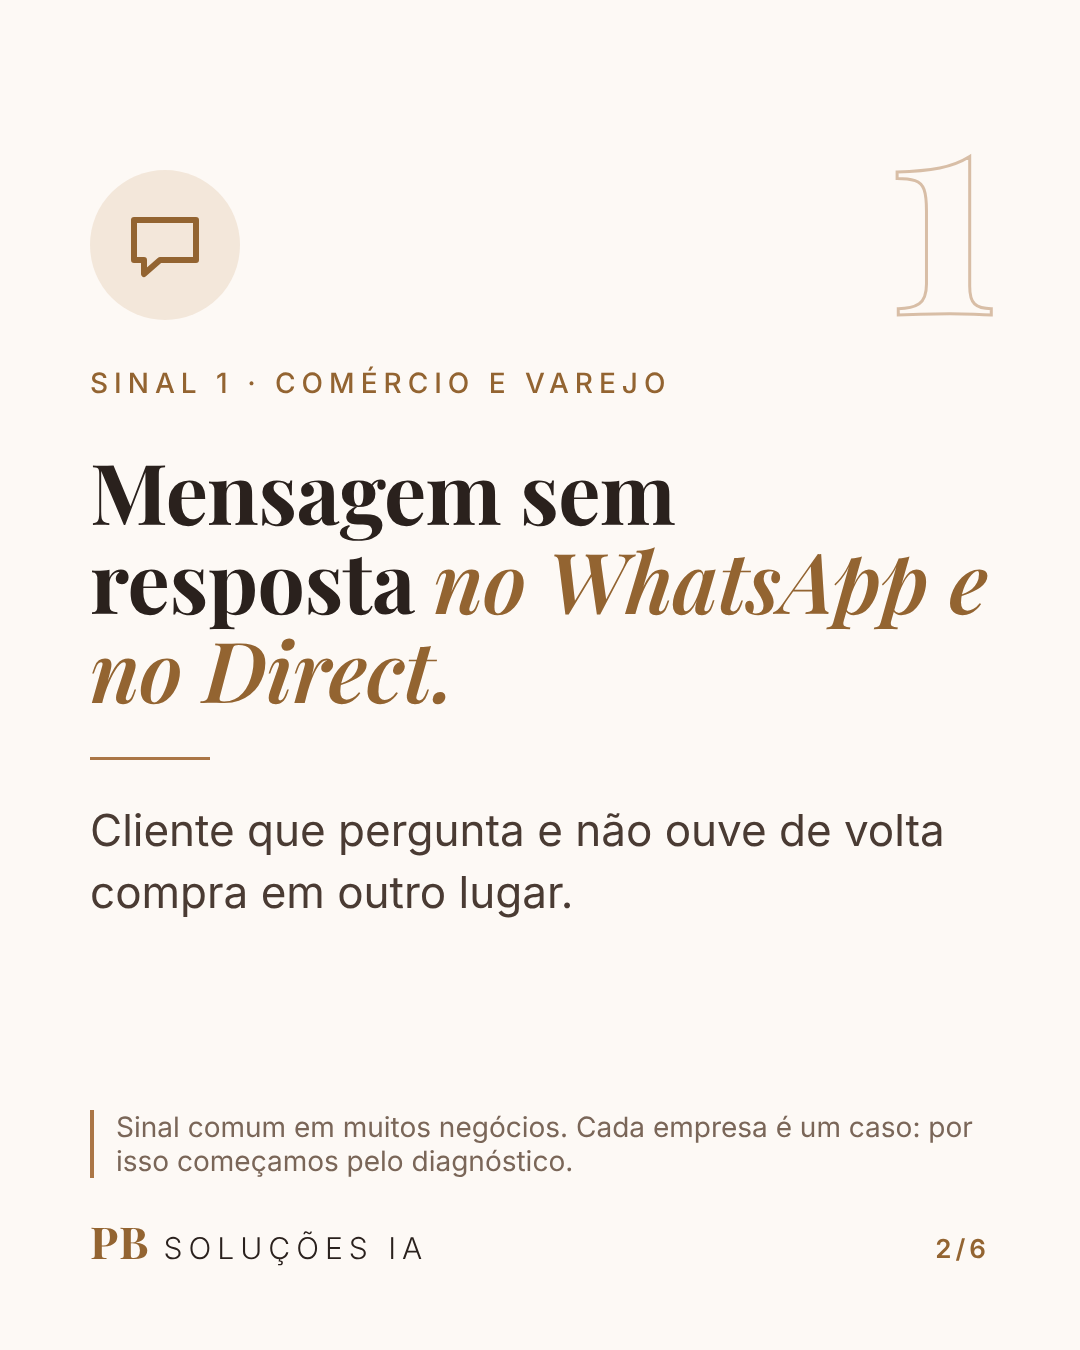 1
SINAL 1 · COMÉRCIO E VAREJO
Mensagem sem
resposta no WhatsApp e
no Direct.
Cliente que pergunta e não ouve de volta
compra em outro lugar.
Sinal comum em muitos negócios. Cada empresa é um caso: por
isso começamos pelo diagnóstico.
PB SOLUÇÕES IA
2/6